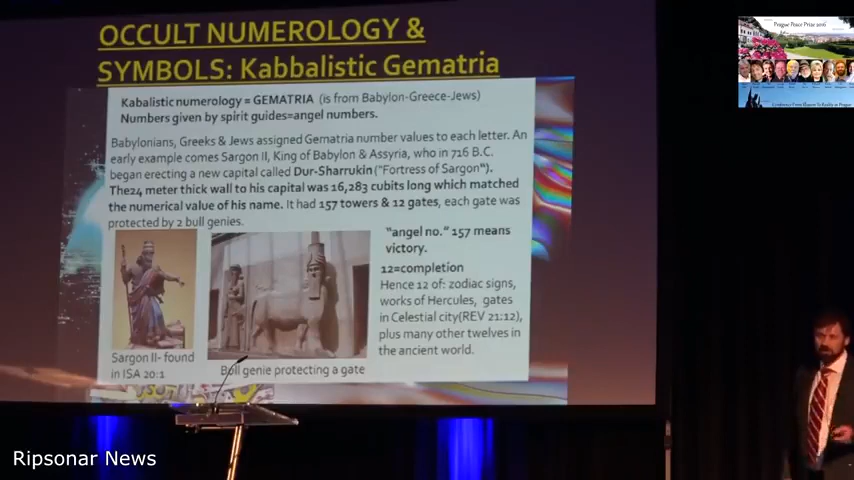 OCCULT NUMEROLOGY &
SYMBOLS: Kabbalistic Gematria
Kabalistic numerology = GEMATRIA (is from Babylon-Greece-Jews)
Numbers given by spirit guides=angel numbers.
Babylonians, Greeks & Jews assigned Gematria number values to each letter. An
early example comes Sargon II, King of Babylon & Assyria, who in 716 B.C.
began erecting a new capital called Dur-Sharrukin ("Fortress of Sargon").
The24 meter thick wall to his capital was 16,283 cubits long which matched
the numerical value of his name. It had 157 towers & 12 gates, each gate was
protected by 2 bull genies.
"angel no." 157 means
victory.
12=completion
Hence 12 of: zodiac signs,
works of Hercules, gates
in Celestial city(REV 21:12),
plus many other twelves in
the ancient world.
Sargon II- found
in ISA 20:1
Bull genie protecting a gate
Prague Peace Prize 2016
Ripsonar News